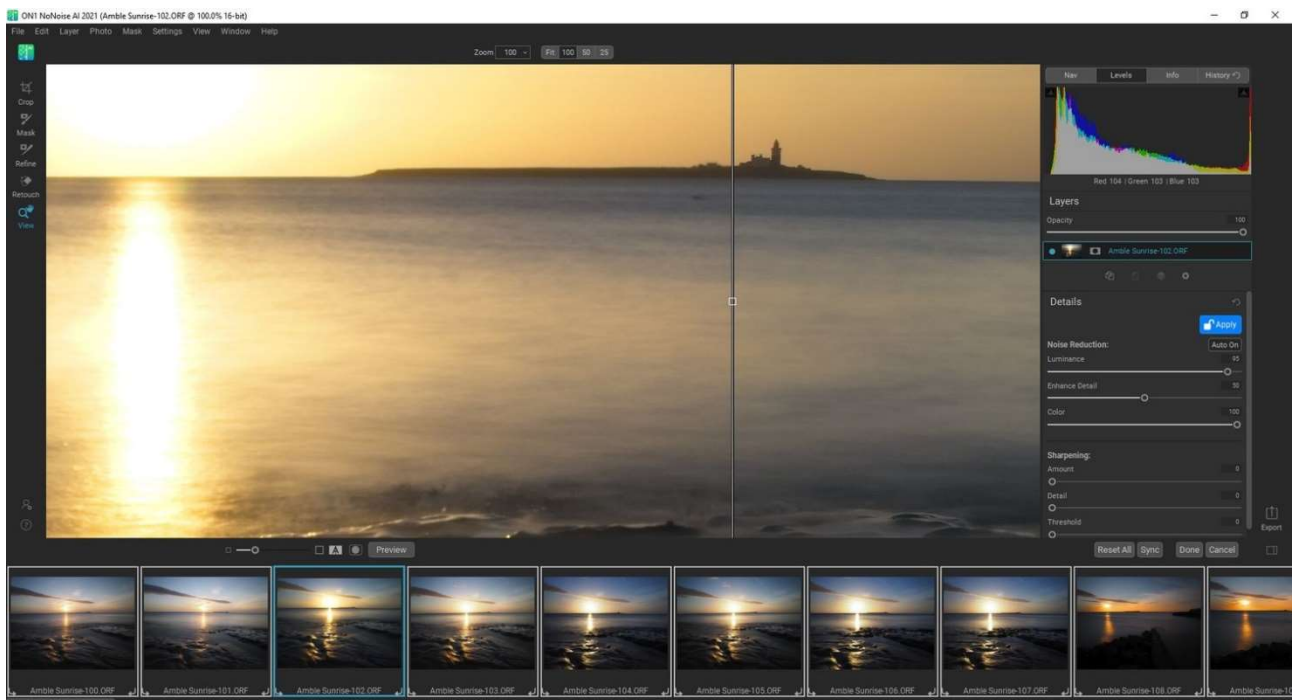 ON1 NoNoise AI 2021 (Amble Sunrise-102.ORF @ 100.0% 16-bit)
File Edit Layer Photo Mask Settings View Window Help
Zoom 100 Fit 100 50 25
Crop
Mask
Refine
Retouch
View
Nav Levels Info History
Red 104 | Green 103 | Blue 103
Layers
Opacity 100
Amble Sunrise-102.ORF
Details
Apply
Noise Reduction: Auto On
Luminance 95
Enhance Detail 50
Color 100
Sharpening:
Amount 0
Detail 0
Threshold 0
Export
A Preview
Reset All Sync Done Cancel
Amble Sunrise-100.ORF Amble Sunrise-101.ORF Amble Sunrise-102.ORF Amble Sunrise-103.ORF Amble Sunrise-104.ORF Amble Sunrise-105.ORF Amble Sunrise-106.ORF Amble Sunrise-107.ORF Amble Sunrise-108.ORF Amble Sunrise-10